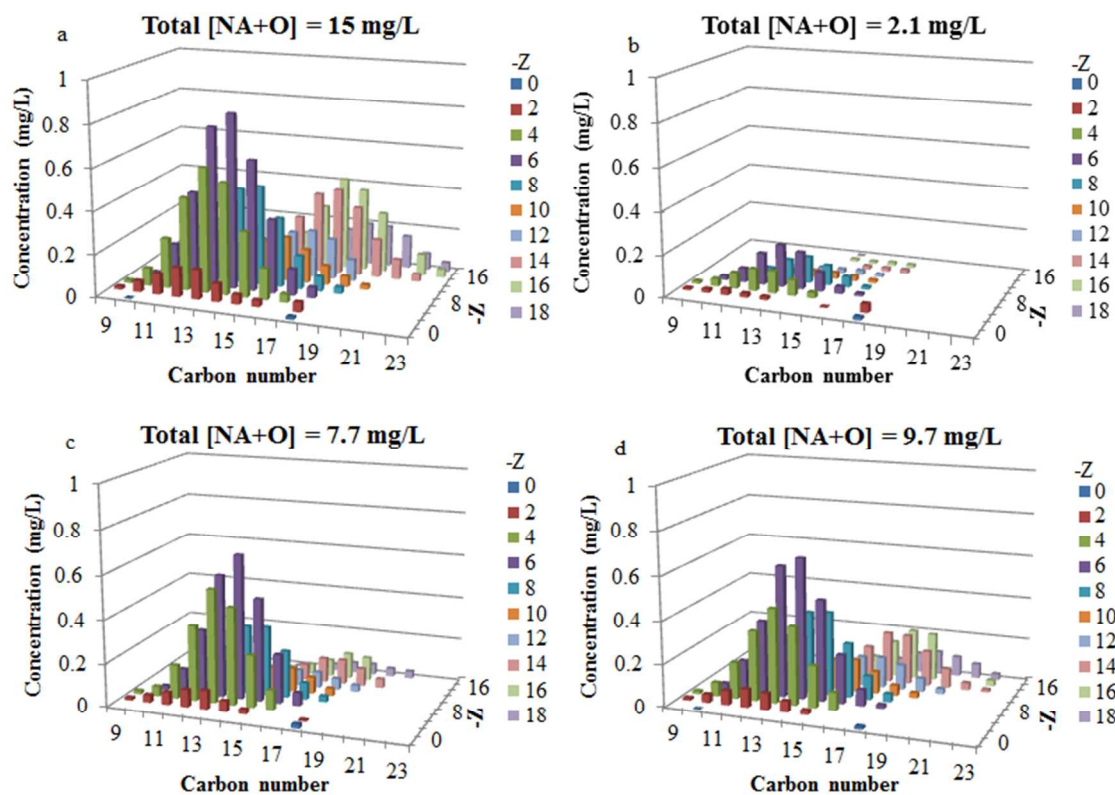 a
Total [NA+O] = 15 mg/L
Concentration (mg/L)
1
0.8
0.6
0.4
0.2
0
9 11 13 15 17 19 21 23
Carbon number
0 8 16
-Z
-Z
0
2
4
6
8
10
12
14
16
18
b
Total [NA+O] = 2.1 mg/L
Concentration (mg/L)
1
0.8
0.6
0.4
0.2
0
9 11 13 15 17 19 21 23
Carbon number
0 8 16
-Z
-Z
0
2
4
6
8
10
12
14
16
18
c
Total [NA+O] = 7.7 mg/L
Concentration (mg/L)
1
0.8
0.6
0.4
0.2
0
9 11 13 15 17 19 21 23
Carbon number
0 8 16
-Z
-Z
0
2
4
6
8
10
12
14
16
18
d
Total [NA+O] = 9.7 mg/L
Concentration (mg/L)
1
0.8
0.6
0.4
0.2
0
9 11 13 15 17 19 21 23
Carbon number
0 8 16
-Z
-Z
0
2
4
6
8
10
12
14
16
18